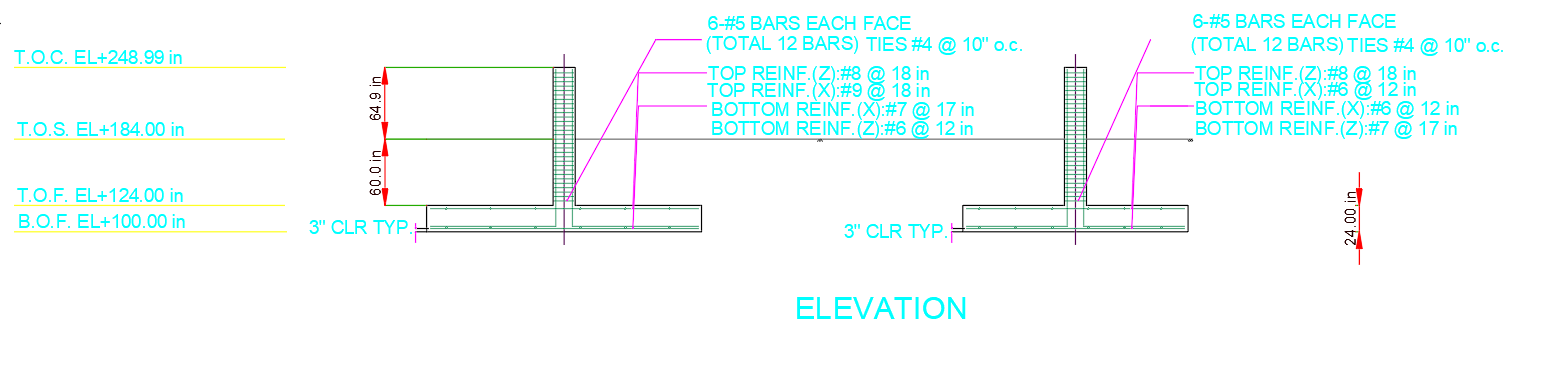 T.O.C. EL+248.99 in
T.O.S. EL+184.00 in
T.O.F. EL+124.00 in
B.O.F. EL+100.00 in
64.9 in
60.0 in
3" CLR TYP.
6-#5 BARS EACH FACE
(TOTAL 12 BARS) TIES #4 @ 10" o.c.
TOP REINF.(Z):#8 @ 18 in
TOP REINF.(X):#9 @ 18 in
BOTTOM REINF.(X):#7 @ 17 in
BOTTOM REINF.(Z):#6 @ 12 in
3" CLR TYP.
6-#5 BARS EACH FACE
(TOTAL 12 BARS) TIES #4 @ 10" o.c.
TOP REINF.(Z):#8 @ 18 in
TOP REINF.(X):#6 @ 12 in
BOTTOM REINF.(X):#6 @ 12 in
BOTTOM REINF.(Z):#7 @ 17 in
24.00 in
ELEVATION